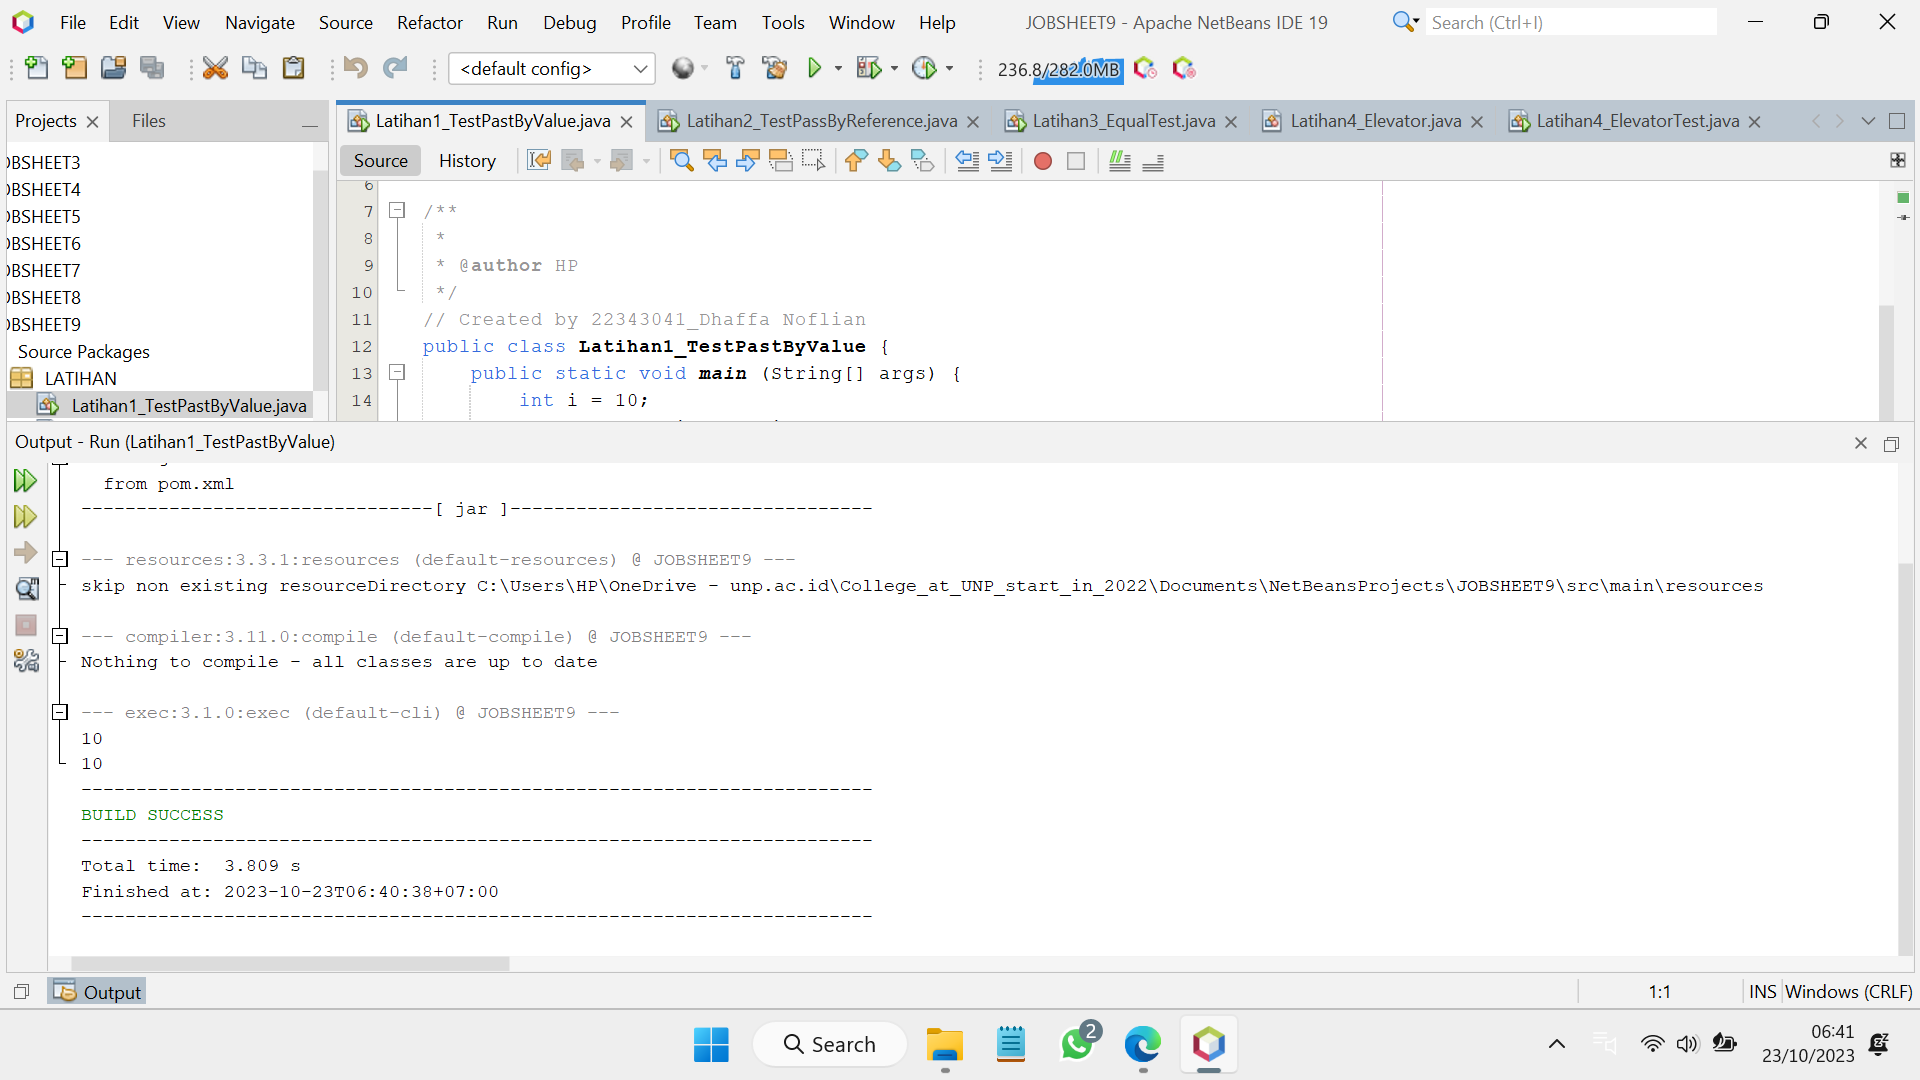 File Edit View Navigate Source Refactor Run Debug Profile Team Tools Window Help
JOBSHEET9 - Apache NetBeans IDE 19
Search (Ctrl+I)
<default config>
236.8/282.0MB
Projects
Files
Latihan1_TestPastByValue.java
Latihan2_TestPassByReference.java
Latihan3_EqualTest.java
Latihan4_Elevator.java
Latihan4_ElevatorTest.java
Source
History
BSHEET3
BSHEET4
BSHEET5
BSHEET6
BSHEET7
BSHEET8
BSHEET9
Source Packages
LATIHAN
Latihan1_TestPastByValue.java
6
7 /**
8 *
9 * @author HP
10 */
11 // Created by 22343041_Dhaffa Noflian
12 public class Latihan1_TestPastByValue {
13 public static void main (String[] args) {
14 int i = 10;
Output - Run (Latihan1_TestPastByValue)
from pom.xml
--------------------------------[ jar ]---------------------------------
--- resources:3.3.1:resources (default-resources) @ JOBSHEET9 ---
skip non existing resourceDirectory C:\Users\HP\OneDrive - unp.ac.id\College_at_UNP_start_in_2022\Documents\NetBeansProjects\JOBSHEET9\src\main\resources
--- compiler:3.11.0:compile (default-compile) @ JOBSHEET9 ---
Nothing to compile - all classes are up to date
--- exec:3.1.0:exec (default-cli) @ JOBSHEET9 ---
10
10
------------------------------------------------------------------------
BUILD SUCCESS
------------------------------------------------------------------------
Total time:  3.809 s
Finished at: 2023-10-23T06:40:38+07:00
------------------------------------------------------------------------
Output
1:1
INS
Windows (CRLF)
Search
2
06:41
23/10/2023